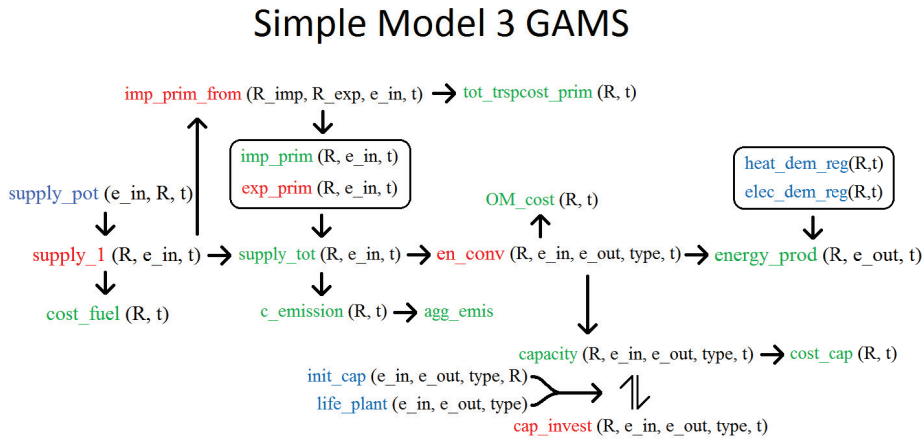 Simple Model 3 GAMS
imp_prim_from (R_imp, R_exp, e_in, t)
tot_trspcost_prim (R, t)
imp_prim (R, e_in, t)
exp_prim (R, e_in, t)
heat_dem_reg(R,t)
elec_dem_reg(R,t)
supply_pot (e_in, R, t)
OM_cost (R, t)
supply_1 (R, e_in, t)
supply_tot (R, e_in, t)
en_conv (R, e_in, e_out, type, t)
energy_prod (R, e_out, t)
cost_fuel (R, t)
c_emission (R, t)
agg_emis
capacity (R, e_in, e_out, type, t)
cost_cap (R, t)
init_cap (e_in, e_out, type, R)
life_plant (e_in, e_out, type)
cap_invest (R, e_in, e_out, type, t)